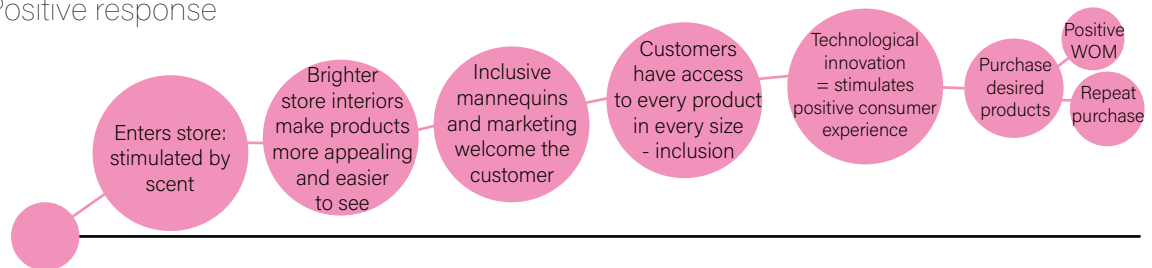 Positive response
Enters store:
stimulated by
scent
Brighter
store interiors
make products
more appealing
and easier
to see
Inclusive
mannequins
and marketing
welcome the
customer
Customers
have access
to every product
in every size
- inclusion
Technological
innovation
= stimulates
positive consumer
experience
Purchase
desired
products
Positive
WOM
Repeat
purchase